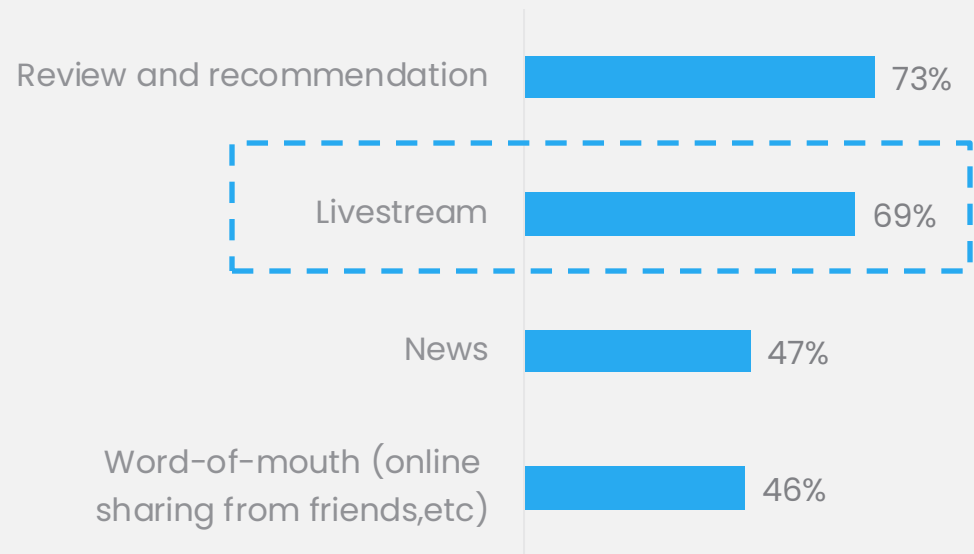 Review and recommendation 73%
Livestream 69%
News 47%
Word-of-mouth (online
sharing from friends,etc) 46%